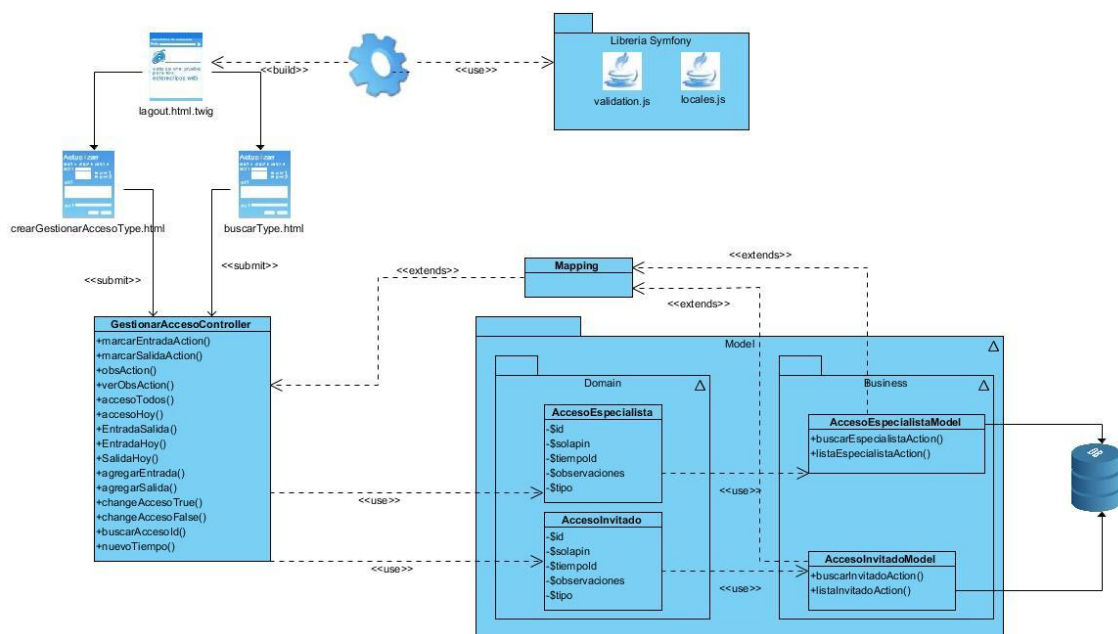 Libreria Symfony
<<build>>
<<use>>
validation.js
locales.js
lagout.html.twig
Actualizar
crearGestionarAccesoType.html
buscarType.html
<<submit>>
<<submit>>
<<extends>>
Mapping
<<extends>>
<<extends>>
GestionarAccesoController
+marcarEntradaAction()
+marcarSalidaAction()
+obsAction()
+verObsAction()
+accesoTodos()
+accesoHoy()
+EntradaSalida()
+EntradaHoy()
+SalidaHoy()
+agregarEntrada()
+agregarSalida()
+changeAccesoTrue()
+changeAccesoFalse()
+buscarAccesoId()
+nuevoTiempo()
<<use>>
<<use>>
Model
Domain
AccesoEspecialista
-$id
-$solapin
-$tiempoId
-$observaciones
-$tipo
AccesoInvitado
-$id
-$solapin
-$tiempoId
-$observaciones
-$tipo
<<use>>
<<use>>
Business
AccesoEspecialistaModel
+buscarEspecialistaAction()
+listaEspecialistaAction()
AccesoInvitadoModel
+buscarInvitadoAction()
+listaInvitadoAction()
DB